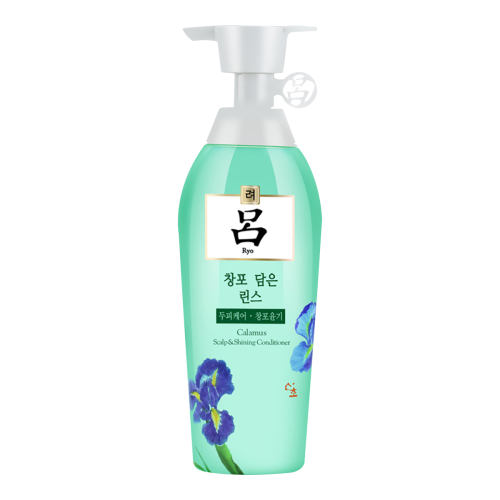 呂
려
呂
Ryo
창포 담은
린스
두피케어 · 창포윤기
Calamus
Scalp&Shining Conditioner